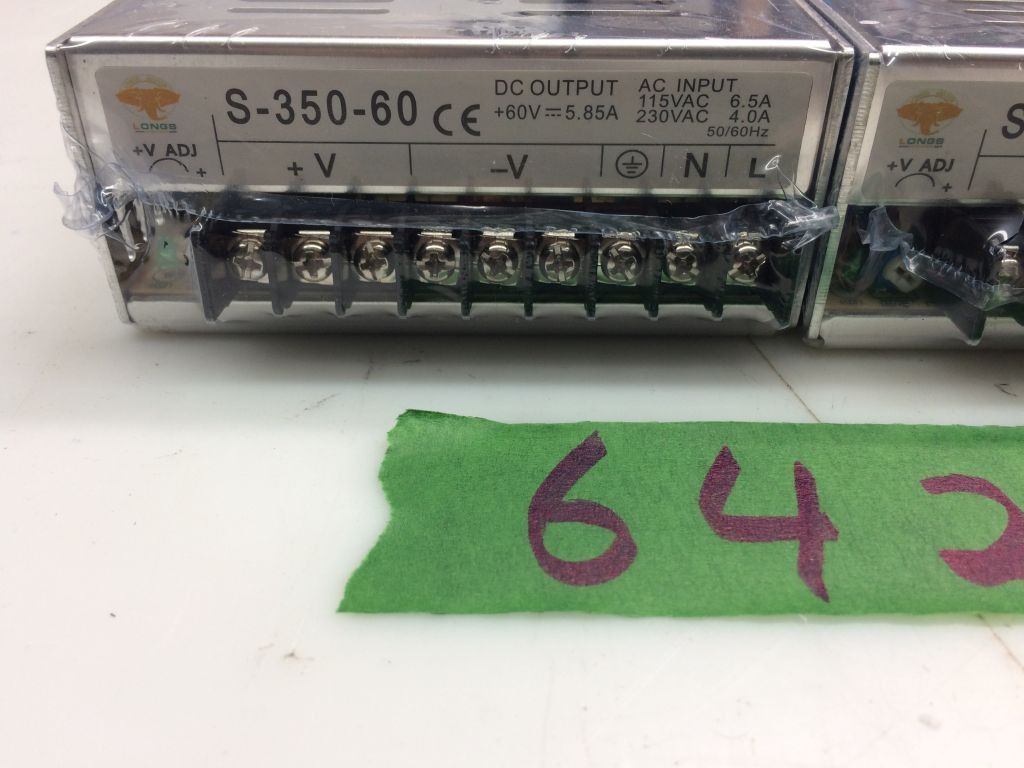 LONGS
S-350-60 CE
DC OUTPUT
+60V 5.85A
AC INPUT
115VAC 6.5A
230VAC 4.0A
50/60Hz
+V ADJ
+
+V
–V
N
L
LONGS
S
+V ADJ
+
64